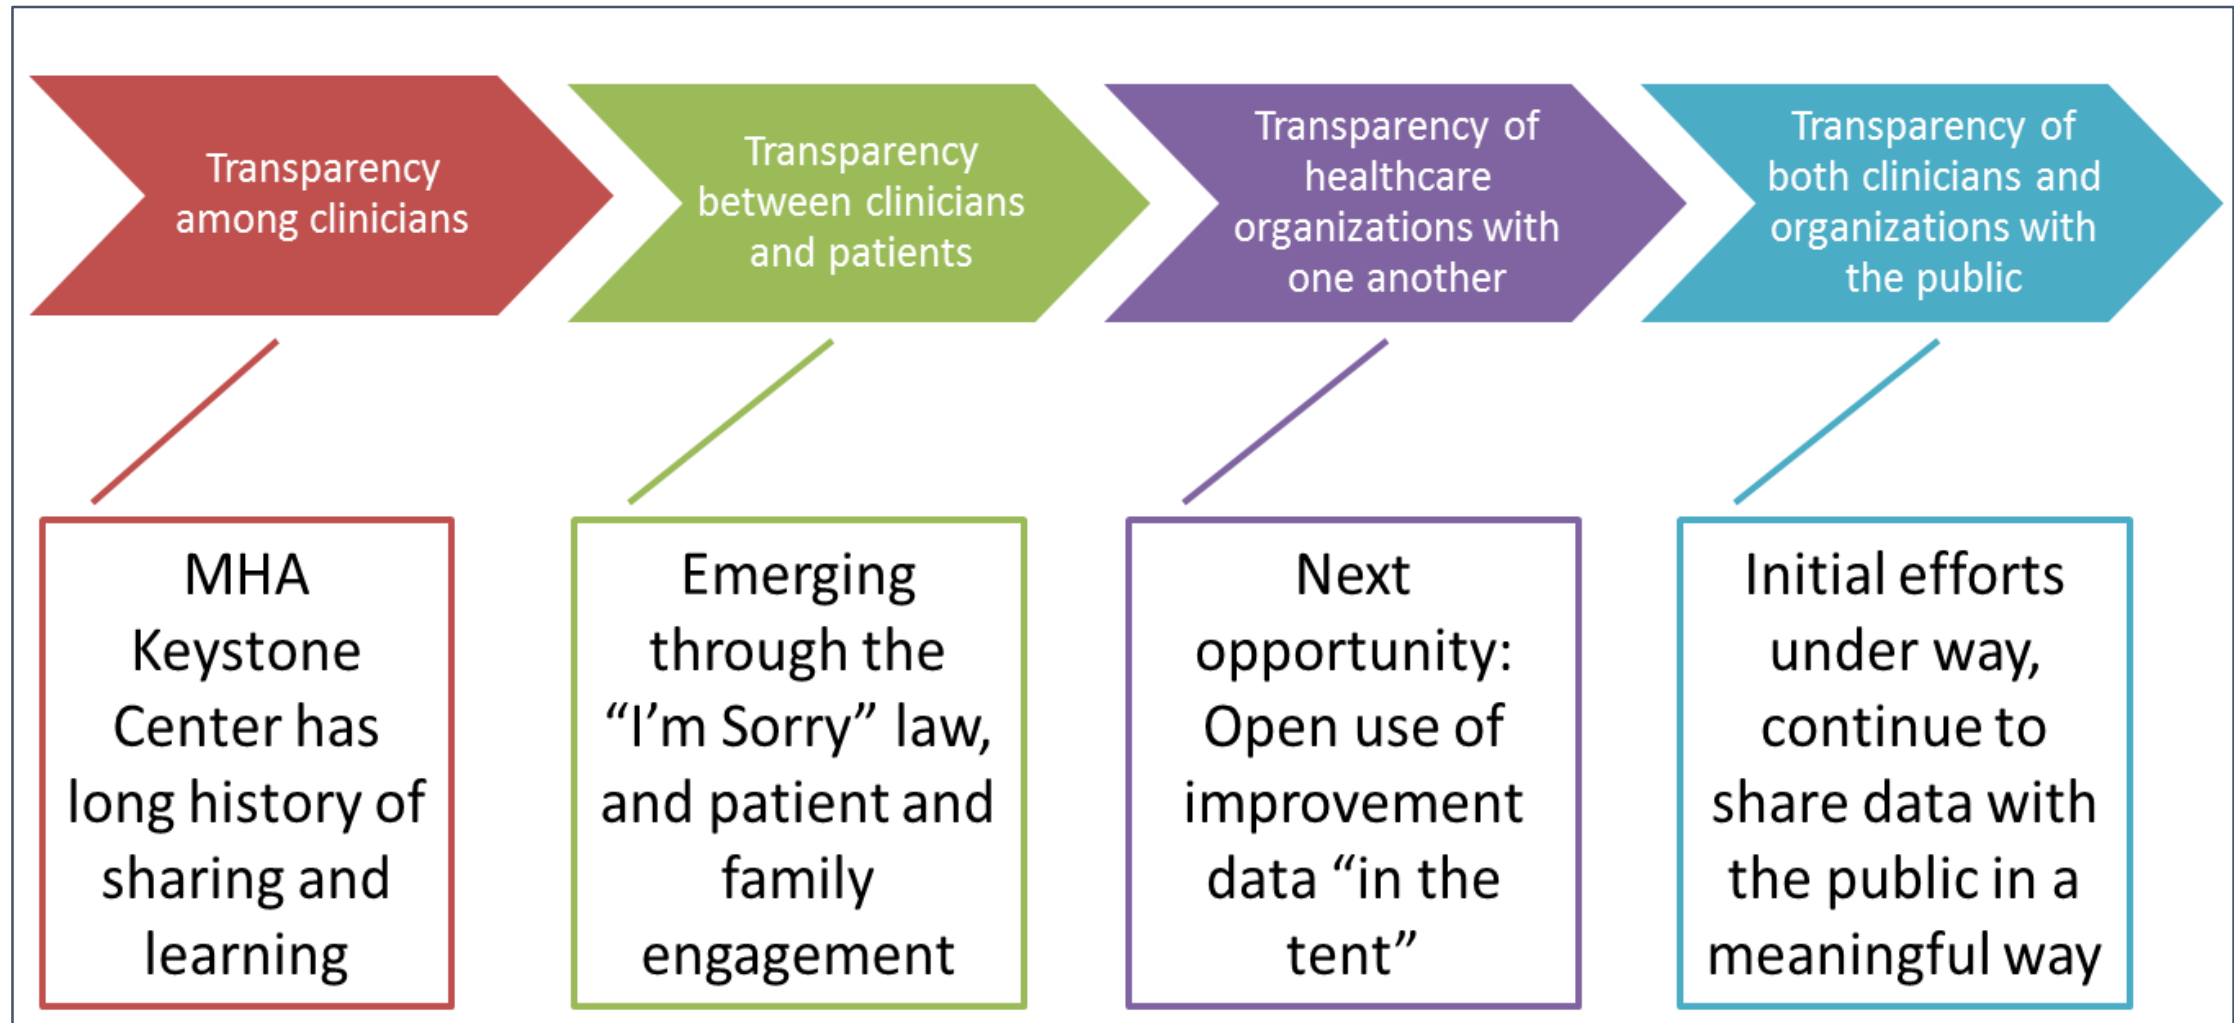 Transparency
among clinicians
Transparency
between clinicians
and patients
Transparency of
healthcare
organizations with
one another
Transparency of
both clinicians and
organizations with
the public
MHA
Keystone
Center has
long history of
sharing and
learning
Emerging
through the
“I’m Sorry” law,
and patient and
family
engagement
Next
opportunity:
Open use of
improvement
data “in the
tent”
Initial efforts
under way,
continue to
share data with
the public in a
meaningful way